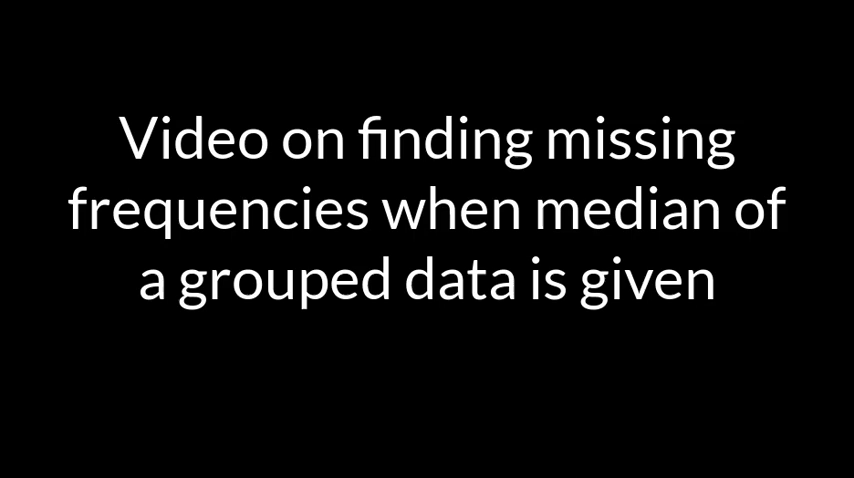 Video on finding missing
frequencies when median of
a grouped data is given